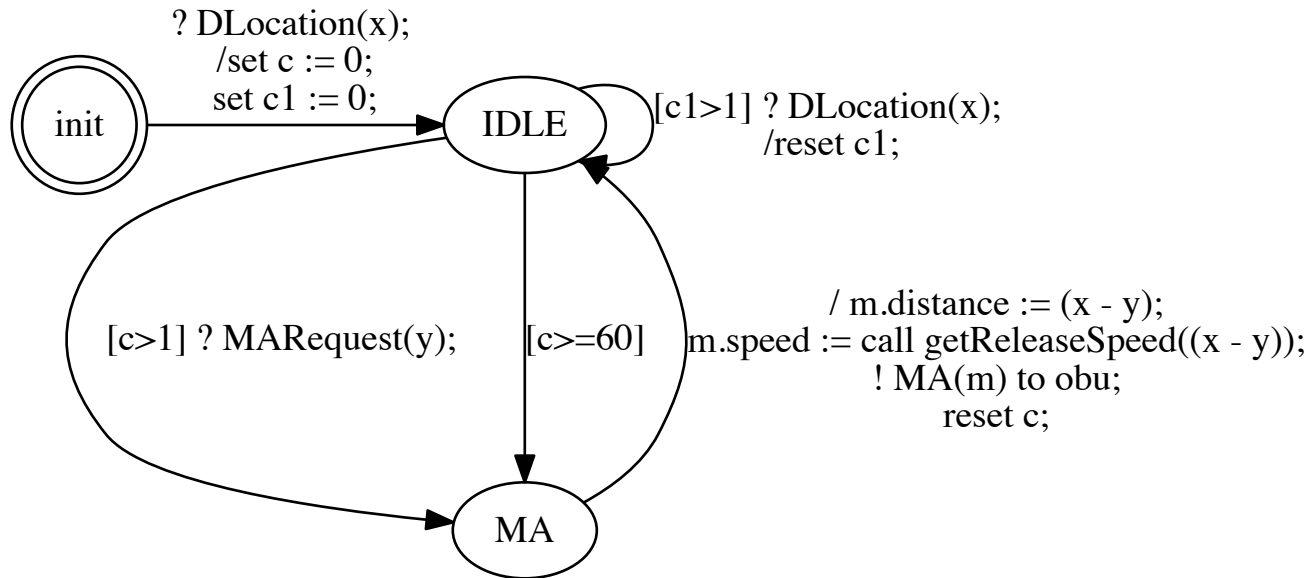 ? DLocation(x);
/set c := 0;
set c1 := 0;
init
IDLE
[c1>1] ? DLocation(x);
/reset c1;
[c>1] ? MARequest(y);
[c>=60]
/ m.distance := (x - y);
m.speed := call getReleaseSpeed((x - y));
! MA(m) to obu;
reset c;
MA